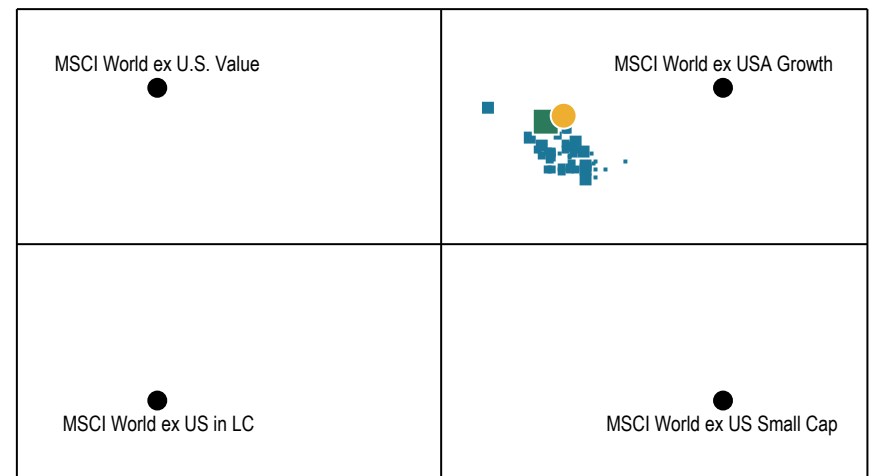 MSCI World ex U.S. Value
MSCI World ex USA Growth
MSCI World ex US in LC
MSCI World ex US Small Cap